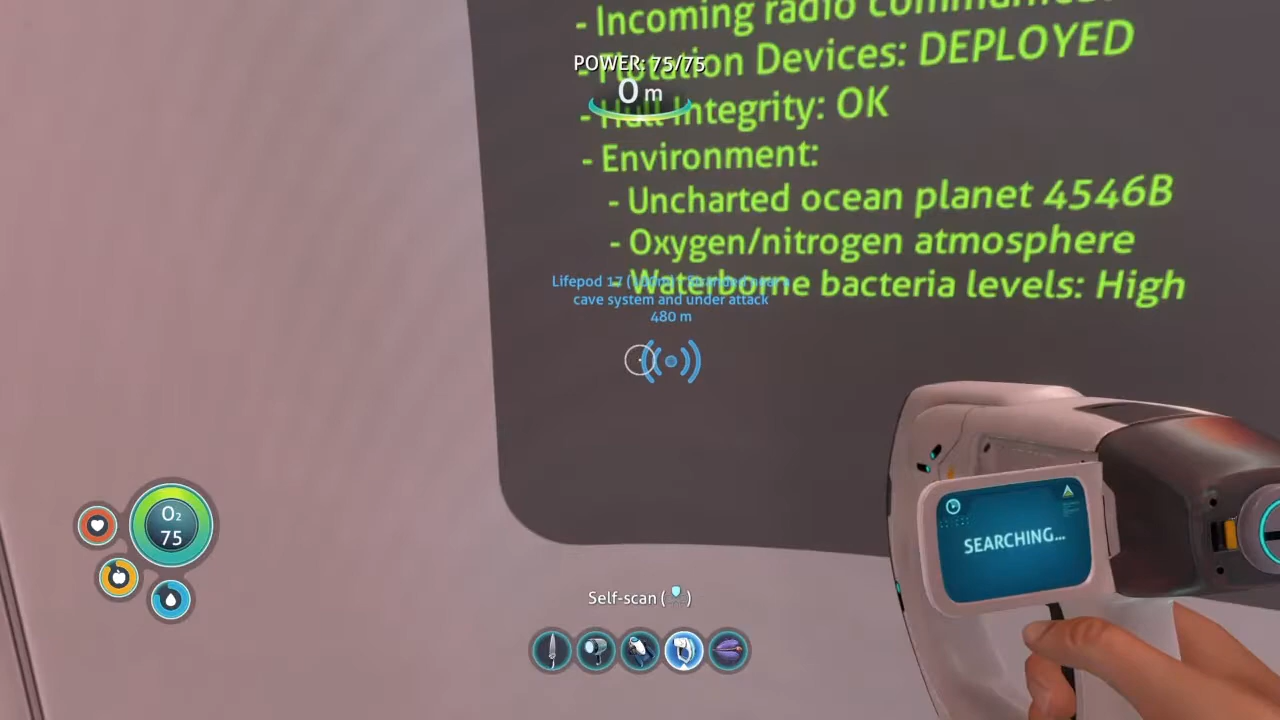 - Incoming radio
POWER: 75/75
Devices: DEPLOYED
0 m
- Hull Integrity: OK
- Environment:
- Uncharted ocean planet 4546B
- Oxygen/nitrogen atmosphere
- Waterborne bacteria levels: High
Lifepod 17
cave system and under attack
480 m
O₂
75
SEARCHING...
Self-scan ( )